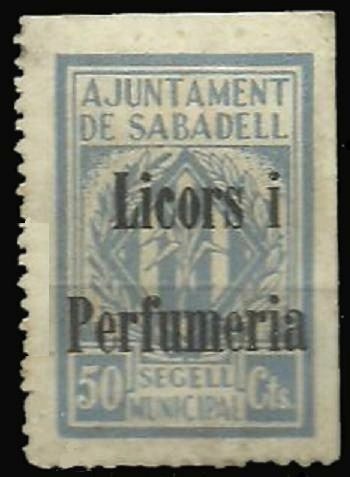 AJUNTAMENT
DE SABADELL
Licors i
Perfumeria
50 SEGELL MUNICIPAL Cts.